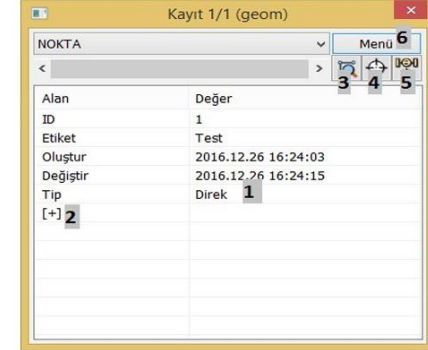 Kayıt 1/1 (geom)
NOKTA
Menü 6
3 4 5
Alan Değer
ID 1
Etiket Test
Oluştur 2016.12.26 16:24:03
Değiştir 2016.12.26 16:24:15
Tip Direk 1
[+] 2